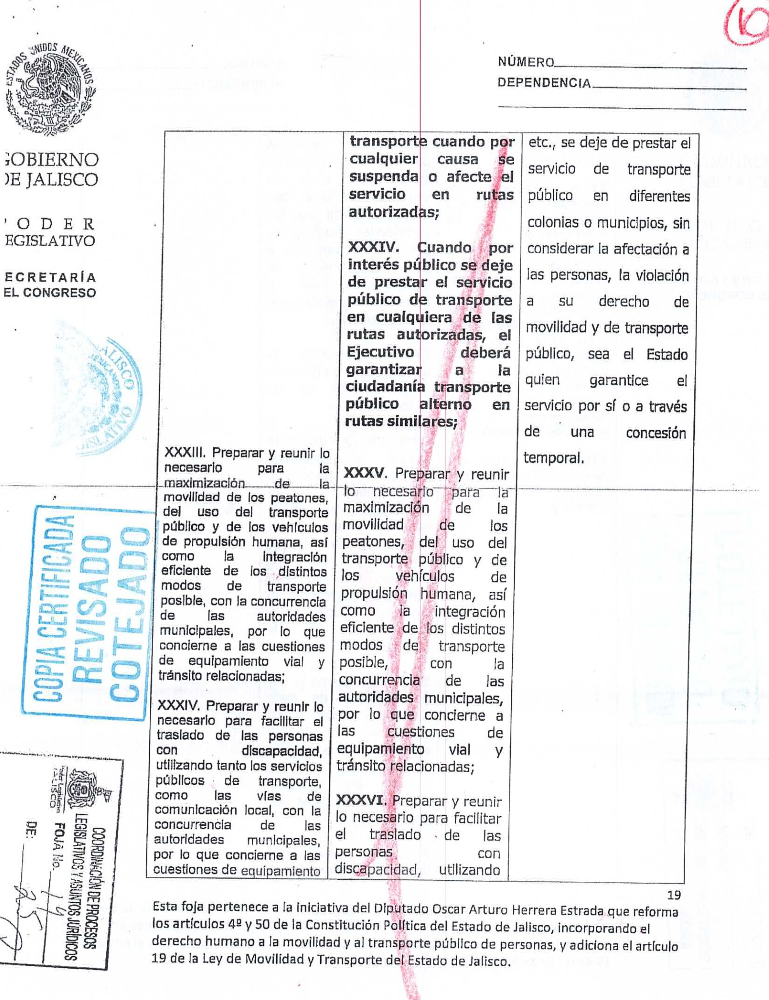 ESTADOS UNIDOS MEXICANOS
NÚMERO
DEPENDENCIA
GOBIERNO
DE JALISCO
PODER
LEGISLATIVO
SECRETARÍA
DEL CONGRESO
transporte cuando por
cualquier causa se
suspenda o afecte el
servicio en rutas
autorizadas;
XXXIV. Cuando por
interés público se deje
de prestar el servicio
público de transporte
en cualquiera de las
rutas autorizadas, el
Ejecutivo deberá
garantizar a la
ciudadanía transporte
público alterno en
rutas similares;
etc., se deje de prestar el
servicio de transporte
público en diferentes
colonias o municipios, sin
considerar la afectación a
las personas, la violación
a su derecho de
movilidad y de transporte
público, sea el Estado
quien garantice el
servicio por sí o a través
de una concesión
temporal.
XXXIII. Preparar y reunir lo
necesario para la
maximización de la
movilidad de los peatones,
del uso del transporte
público y de los vehículos
de propulsión humana, así
como la integración
eficiente de los distintos
modos de transporte
posible, con la concurrencia
de las autoridades
municipales, por lo que
concierne a las cuestiones
de equipamiento vial y
tránsito relacionadas;
XXXIV. Preparar y reunir lo
necesario para facilitar el
traslado de las personas
con discapacidad,
utilizando tanto los servicios
públicos de transporte,
como las vías de
comunicación local, con la
concurrencia de las
autoridades municipales,
por lo que concierne a las
cuestiones de equipamiento
XXXV. Preparar y reunir
lo necesario para la
maximización de la
movilidad de los
peatones, del uso del
transporte público y de
los vehículos de
propulsión humana, así
como la integración
eficiente de los distintos
modos de transporte
posible, con la
concurrencia de las
autoridades municipales,
por lo que concierne a
las cuestiones de
equipamiento vial y
tránsito relacionadas;
XXXVI. Preparar y reunir
lo necesario para facilitar
el traslado de las
personas con
discapacidad, utilizando
COPIA CERTIFICADA
REVISADO
COTEJADO
JALISCO
Poder Legislativo
JALISCO
COORDINACIÓN DE PROCESOS
LEGISLATIVOS Y ASUNTOS JURÍDICOS
FOJA No. 19
DE: 25
19
Esta foja pertenece a la iniciativa del Diputado Oscar Arturo Herrera Estrada que reforma
los artículos 4º y 50 de la Constitución Política del Estado de Jalisco, incorporando el
derecho humano a la movilidad y al transporte público de personas, y adiciona el artículo
19 de la Ley de Movilidad y Transporte del Estado de Jalisco.